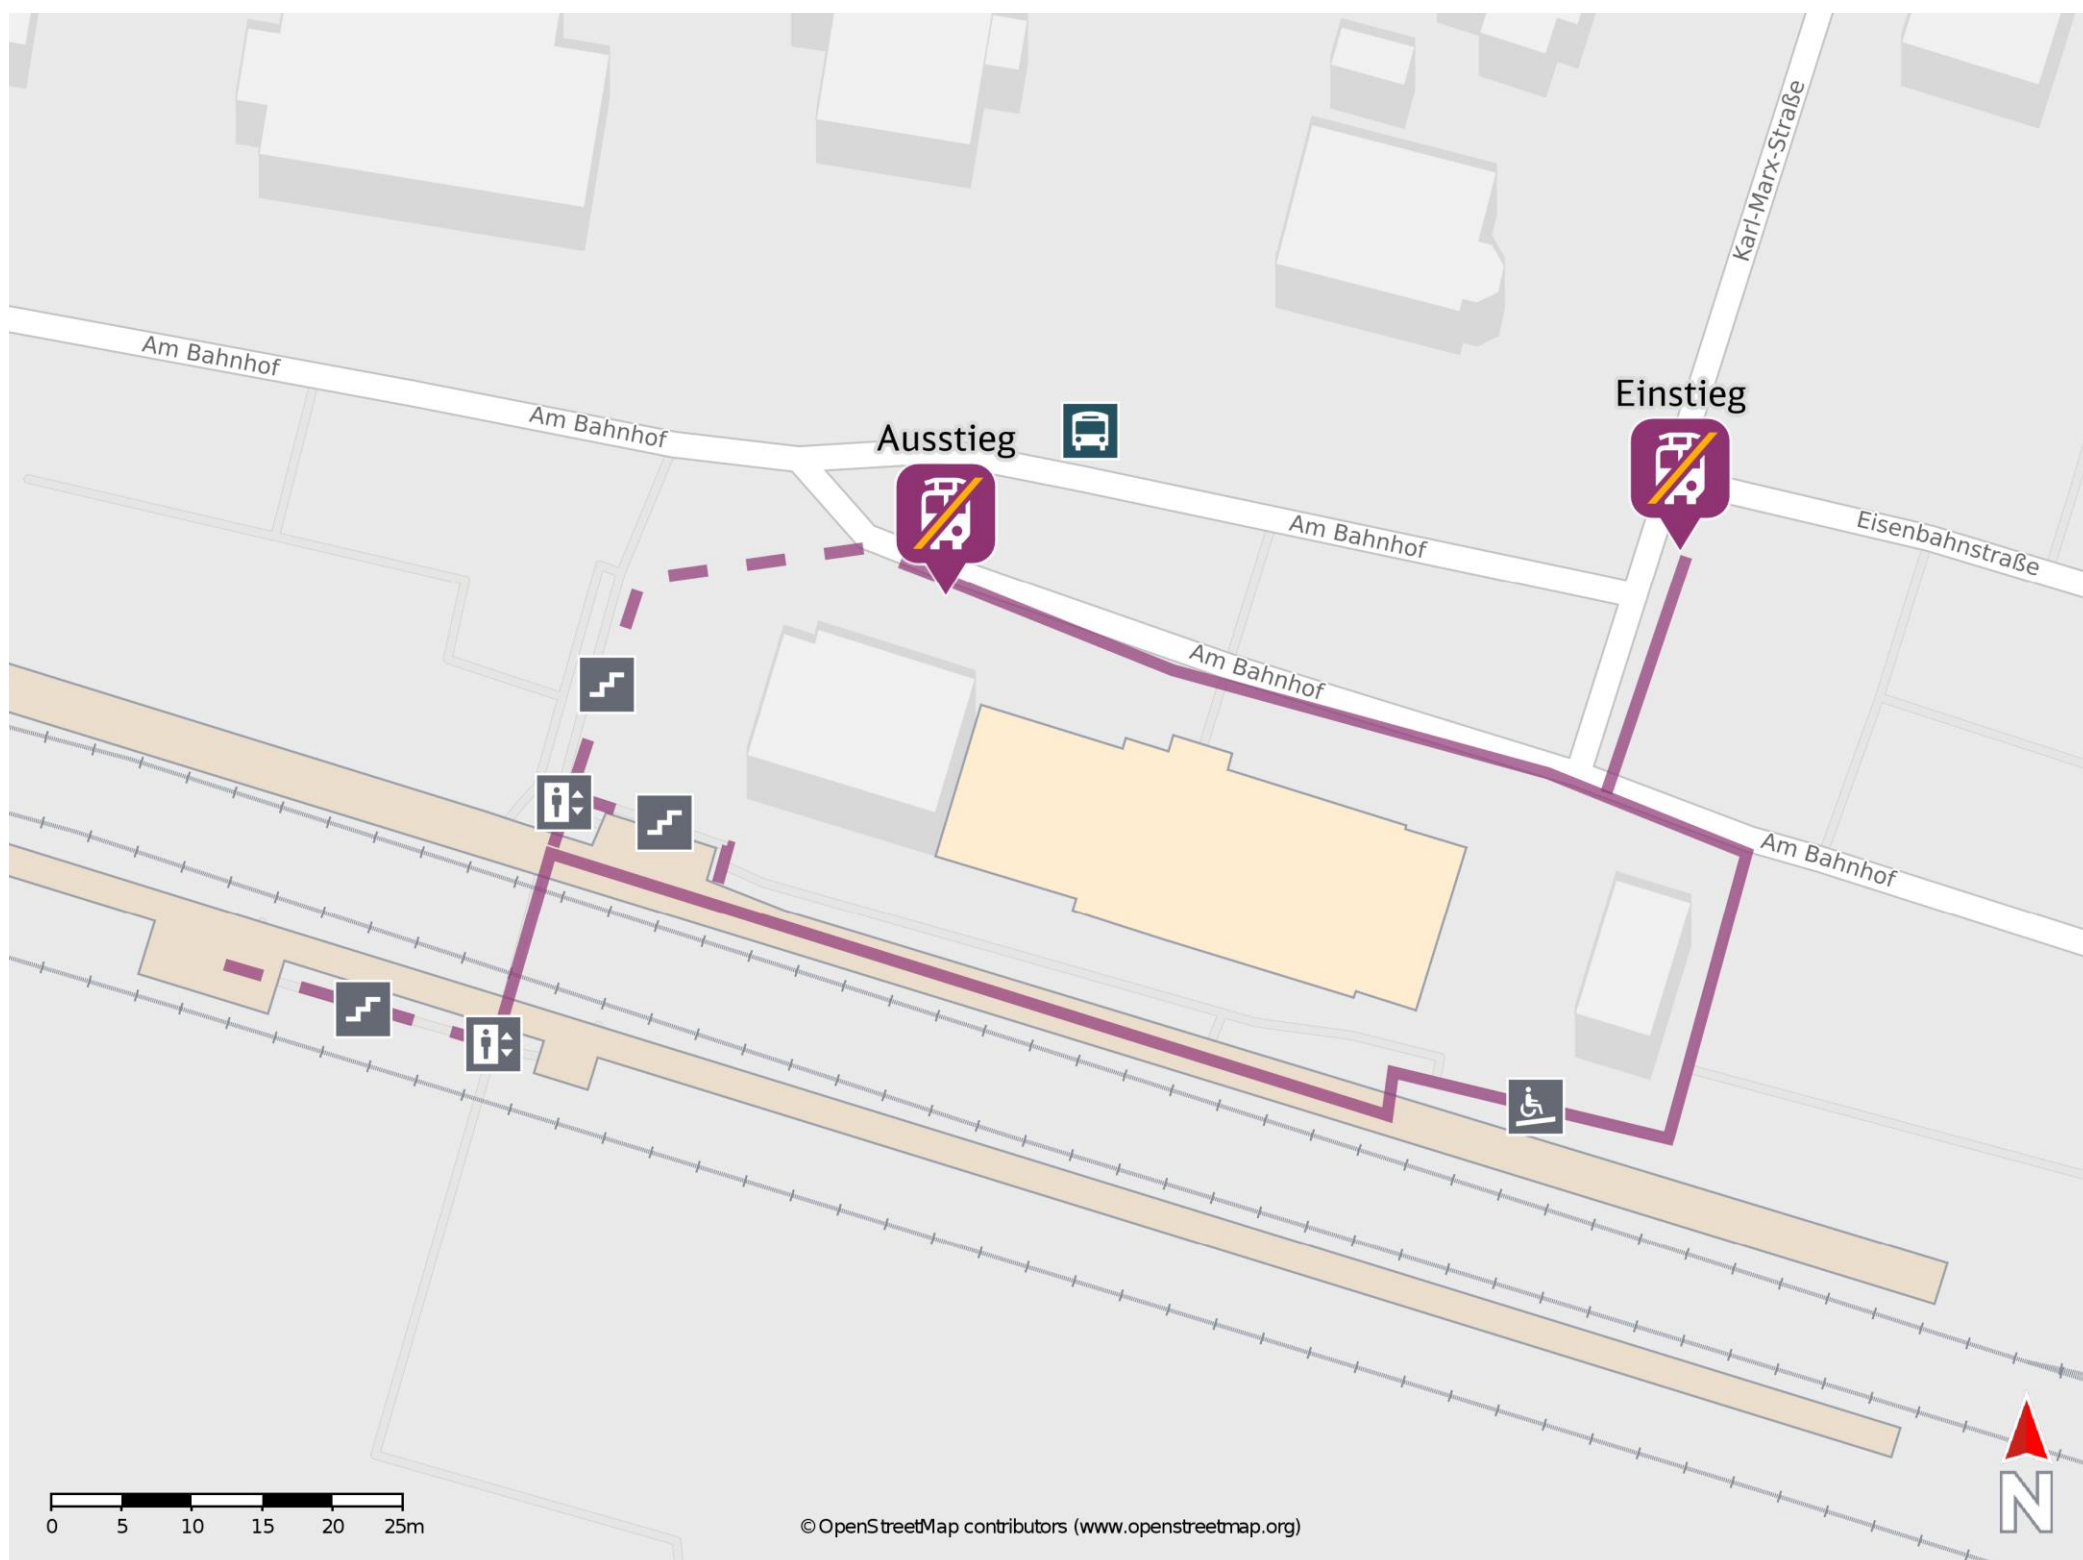 Karl-Marx-Straße
Am Bahnhof
Am Bahnhof
Ausstieg
Einstieg
Am Bahnhof
Eisenbahnstraße
Am Bahnhof
Am Bahnhof
0 5 10 15 20 25m
© OpenStreetMap contributors (www.openstreetmap.org)
N